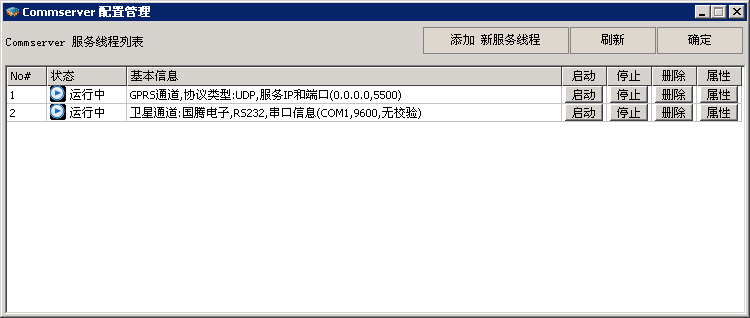 Commserver 配置管理
Commserver 服务线程列表 添加 新服务线程 刷新 确定
No# 状态 基本信息 启动 停止 删除 属性
1 运行中 GPRS通道,协议类型:UDP,服务IP和端口(0.0.0.0,5500) 启动 停止 删除 属性
2 运行中 卫星通道:国腾电子,RS232,串口信息(COM1,9600,无校验) 启动 停止 删除 属性